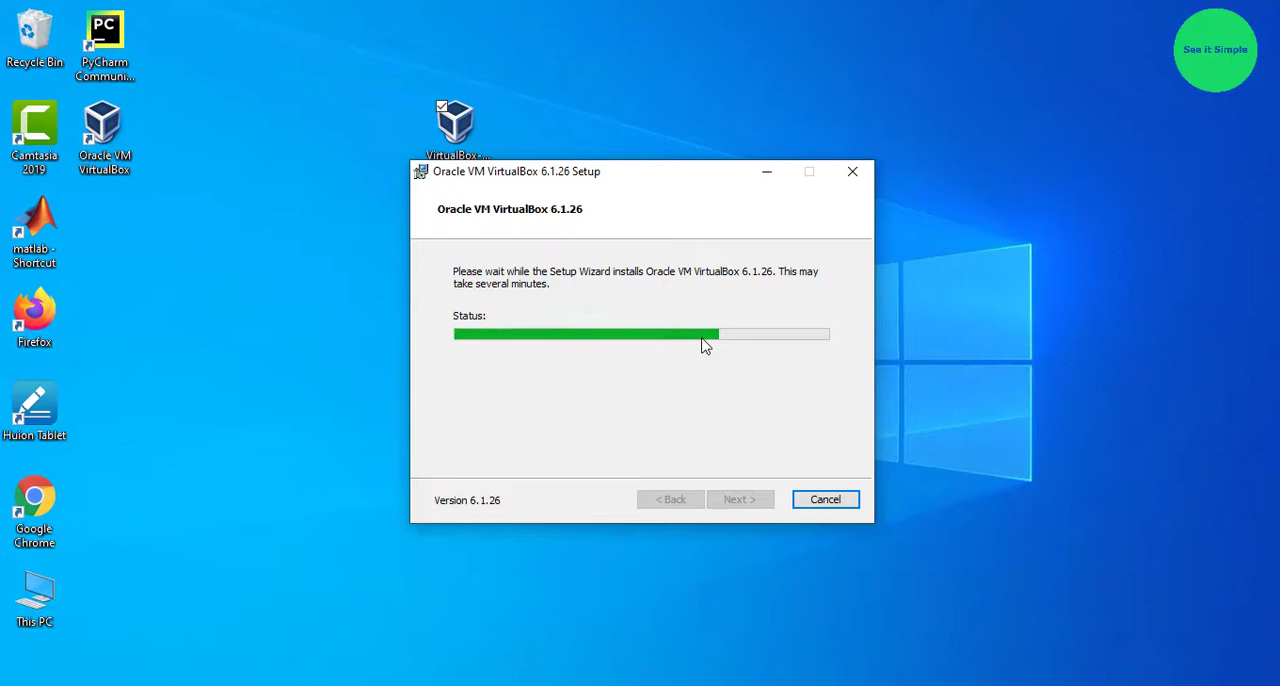 Recycle Bin
PC
PyCharm
Communi...
See it Simple
Camtasia
2019
Oracle VM
VirtualBox
VirtualBox-...
matlab -
Shortcut
Firefox
Huion Tablet
Google
Chrome
This PC
Oracle VM VirtualBox 6.1.26 Setup
Oracle VM VirtualBox 6.1.26
Please wait while the Setup Wizard installs Oracle VM VirtualBox 6.1.26. This may
take several minutes.
Status:
Version 6.1.26
< Back
Next >
Cancel